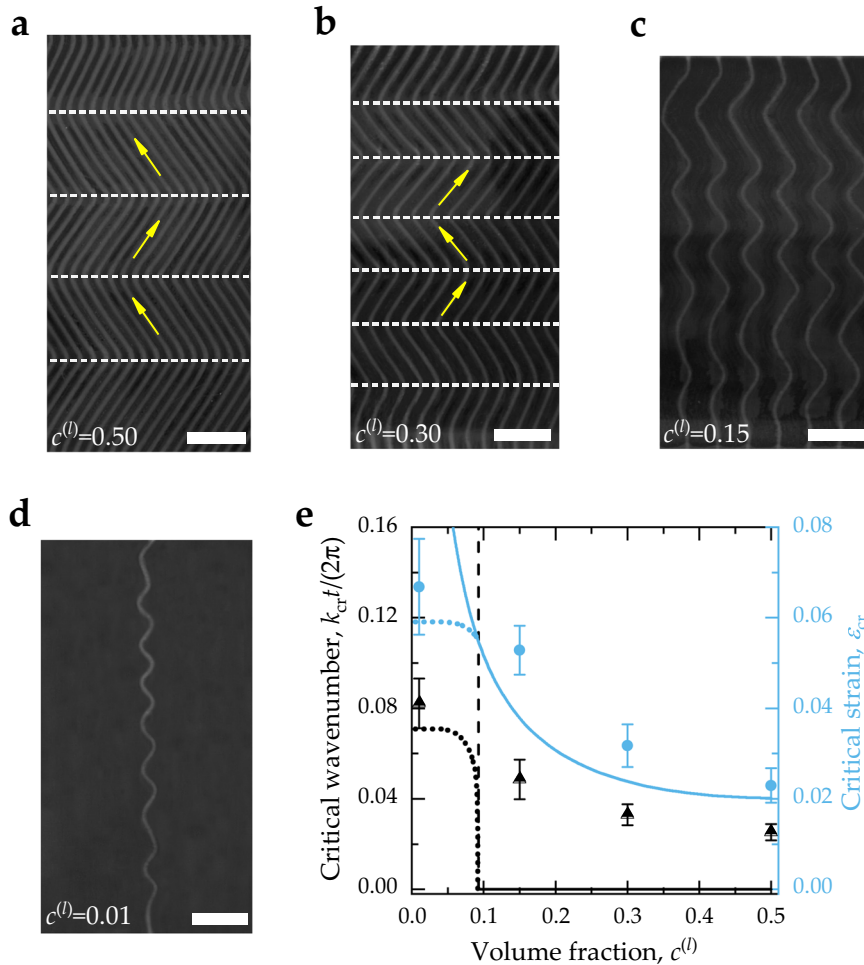 a
b
c
c(l)=0.50
c(l)=0.30
c(l)=0.15
d
c(l)=0.01
e
Critical wavenumber, kcrt/(2π)
0.16
0.12
0.08
0.04
0.00
0.08
0.06
0.04
0.02
0.00
Critical strain, εcr
0.0
0.1
0.2
0.3
0.4
0.5
Volume fraction, c(l)